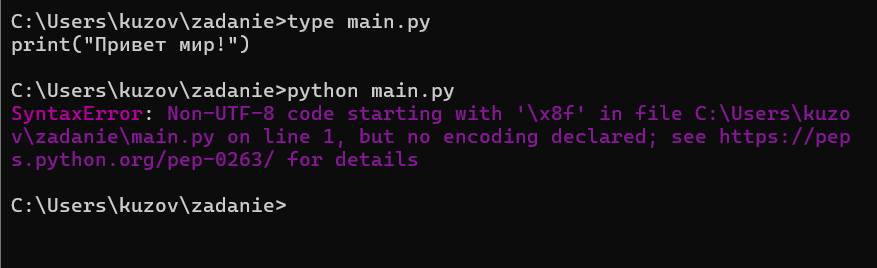 C:\Users\kuzov\zadanie>type main.py
print("Привет мир!")
C:\Users\kuzov\zadanie>python main.py
SyntaxError: Non-UTF-8 code starting with '\x8f' in file C:\Users\kuzo
v\zadanie\main.py on line 1, but no encoding declared; see https://pep
s.python.org/pep-0263/ for details
C:\Users\kuzov\zadanie>